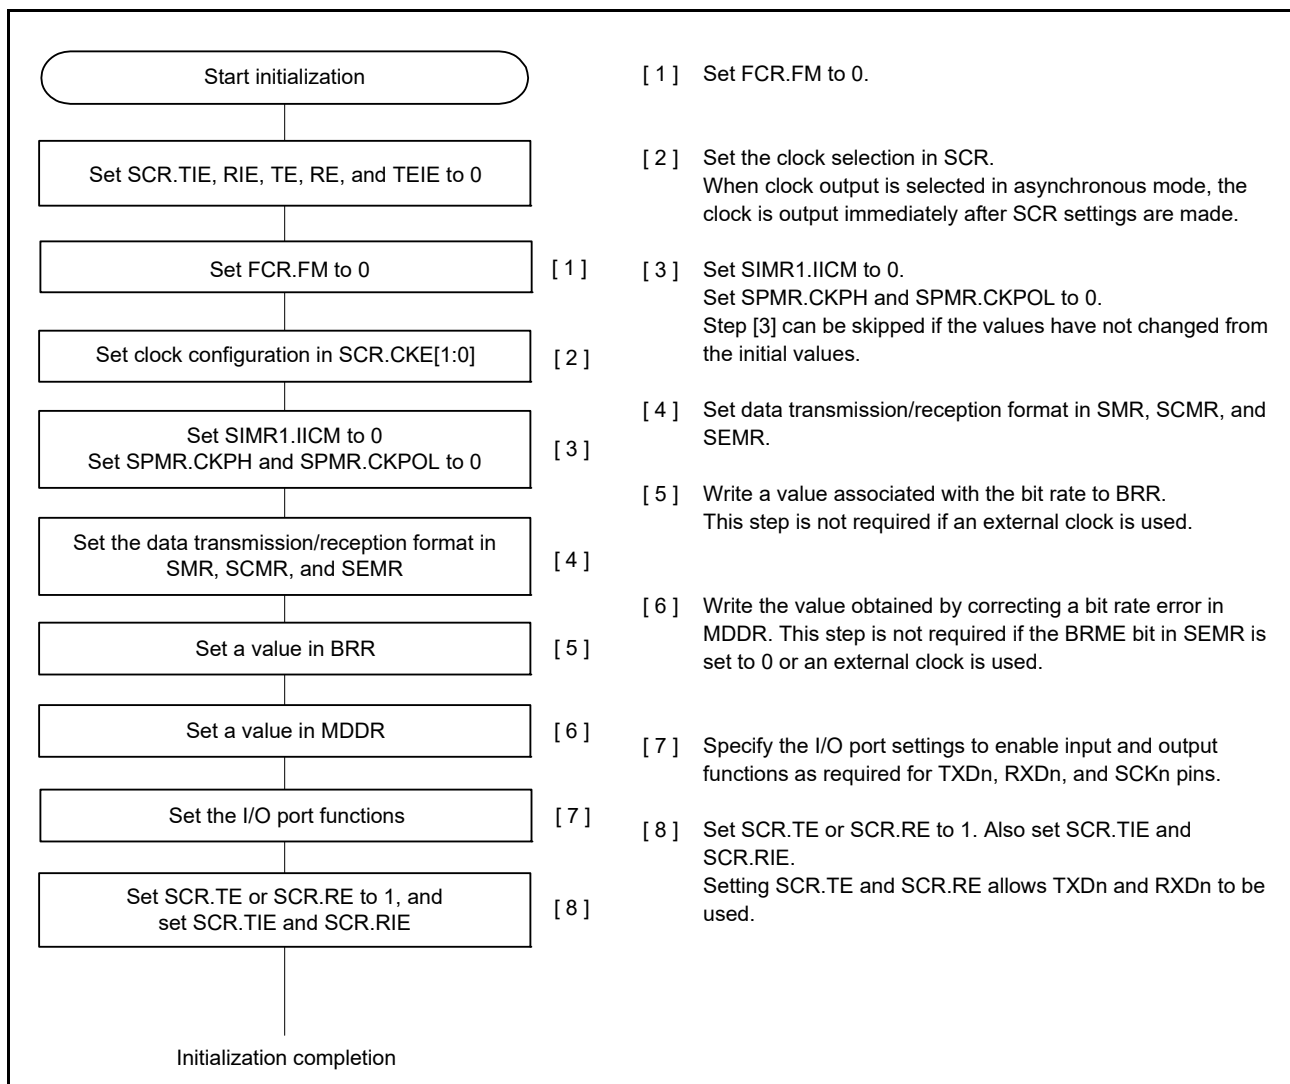 Start initialization
Set SCR.TIE, RIE, TE, RE, and TEIE to 0
Set FCR.FM to 0
[ 1 ]
Set clock configuration in SCR.CKE[1:0]
[ 2 ]
Set SIMR1.IICM to 0
Set SPMR.CKPH and SPMR.CKPOL to 0
[ 3 ]
Set the data transmission/reception format in
SMR, SCMR, and SEMR
[ 4 ]
Set a value in BRR
[ 5 ]
Set a value in MDDR
[ 6 ]
Set the I/O port functions
[ 7 ]
Set SCR.TE or SCR.RE to 1, and
set SCR.TIE and SCR.RIE
[ 8 ]
Initialization completion
[ 1 ] Set FCR.FM to 0.
[ 2 ] Set the clock selection in SCR.
When clock output is selected in asynchronous mode, the
clock is output immediately after SCR settings are made.
[ 3 ] Set SIMR1.IICM to 0.
Set SPMR.CKPH and SPMR.CKPOL to 0.
Step [3] can be skipped if the values have not changed from
the initial values.
[ 4 ] Set data transmission/reception format in SMR, SCMR, and
SEMR.
[ 5 ] Write a value associated with the bit rate to BRR.
This step is not required if an external clock is used.
[ 6 ] Write the value obtained by correcting a bit rate error in
MDDR. This step is not required if the BRME bit in SEMR is
set to 0 or an external clock is used.
[ 7 ] Specify the I/O port settings to enable input and output
functions as required for TXDn, RXDn, and SCKn pins.
[ 8 ] Set SCR.TE or SCR.RE to 1. Also set SCR.TIE and
SCR.RIE.
Setting SCR.TE and SCR.RE allows TXDn and RXDn to be
used.